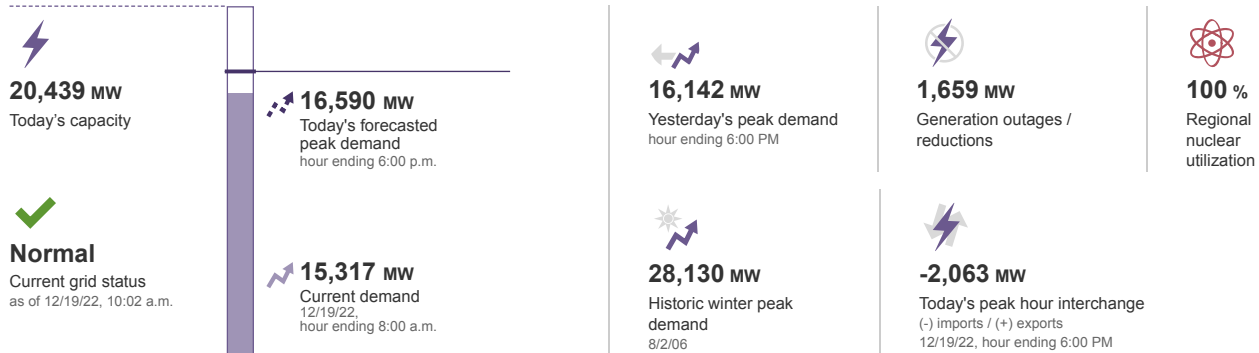 20,439 MW
Today's capacity
Normal
Current grid status
as of 12/19/22, 10:02 a.m.
16,590 MW
Today's forecasted
peak demand
hour ending 6:00 p.m.
15,317 MW
Current demand
12/19/22,
hour ending 8:00 a.m.
16,142 MW
Yesterday's peak demand
hour ending 6:00 PM
1,659 MW
Generation outages /
reductions
100 %
Regional
nuclear
utilization
28,130 MW
Historic winter peak
demand
8/2/06
-2,063 MW
Today's peak hour interchange
(-) imports / (+) exports
12/19/22, hour ending 6:00 PM